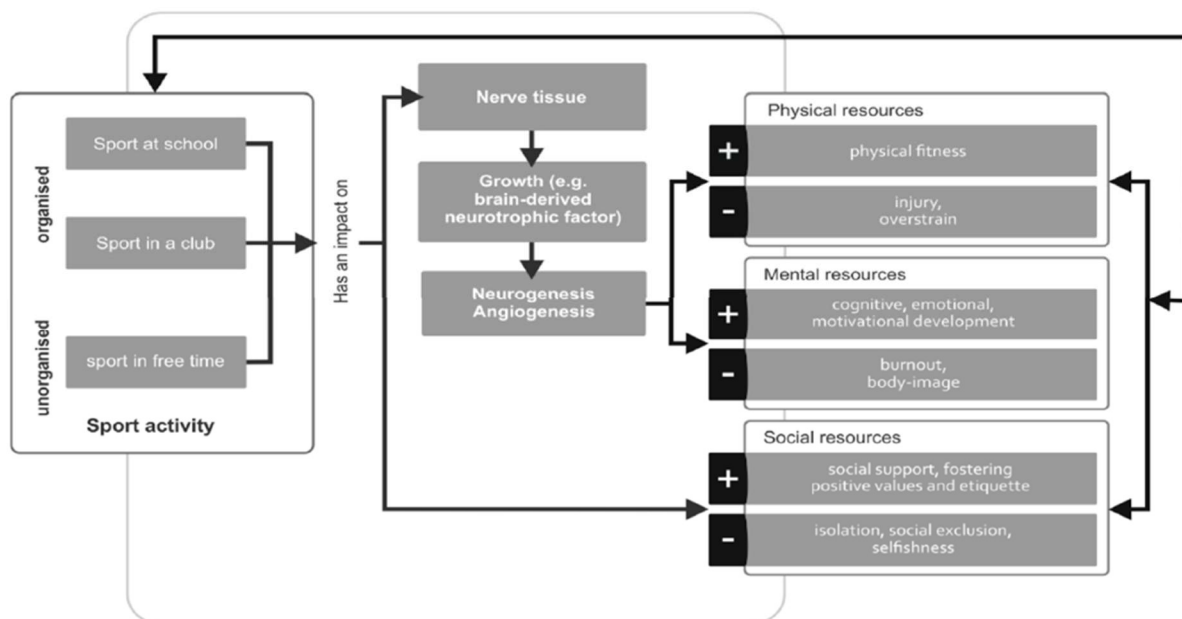 organised
Sport at school
Sport in a club
unorganised
sport in free time
Sport activity
Has an impact on
Nerve tissue
Growth (e.g.
brain-derived
neurotrophic factor)
Neurogenesis
Angiogenesis
Physical resources
+
physical fitness
-
injury,
overstrain
Mental resources
+
cognitive, emotional,
motivational development
-
burnout,
body-image
Social resources
+
social support, fostering
positive values and etiquette
-
isolation, social exclusion,
selfishness